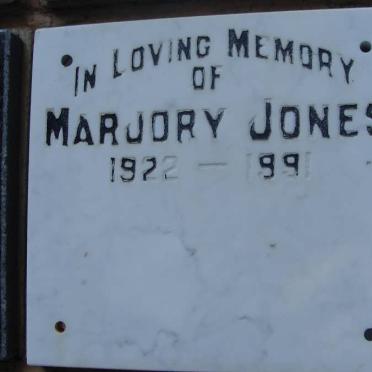 IN LOVING MEMORY
OF
MARJORY JONES
1922 — 1991